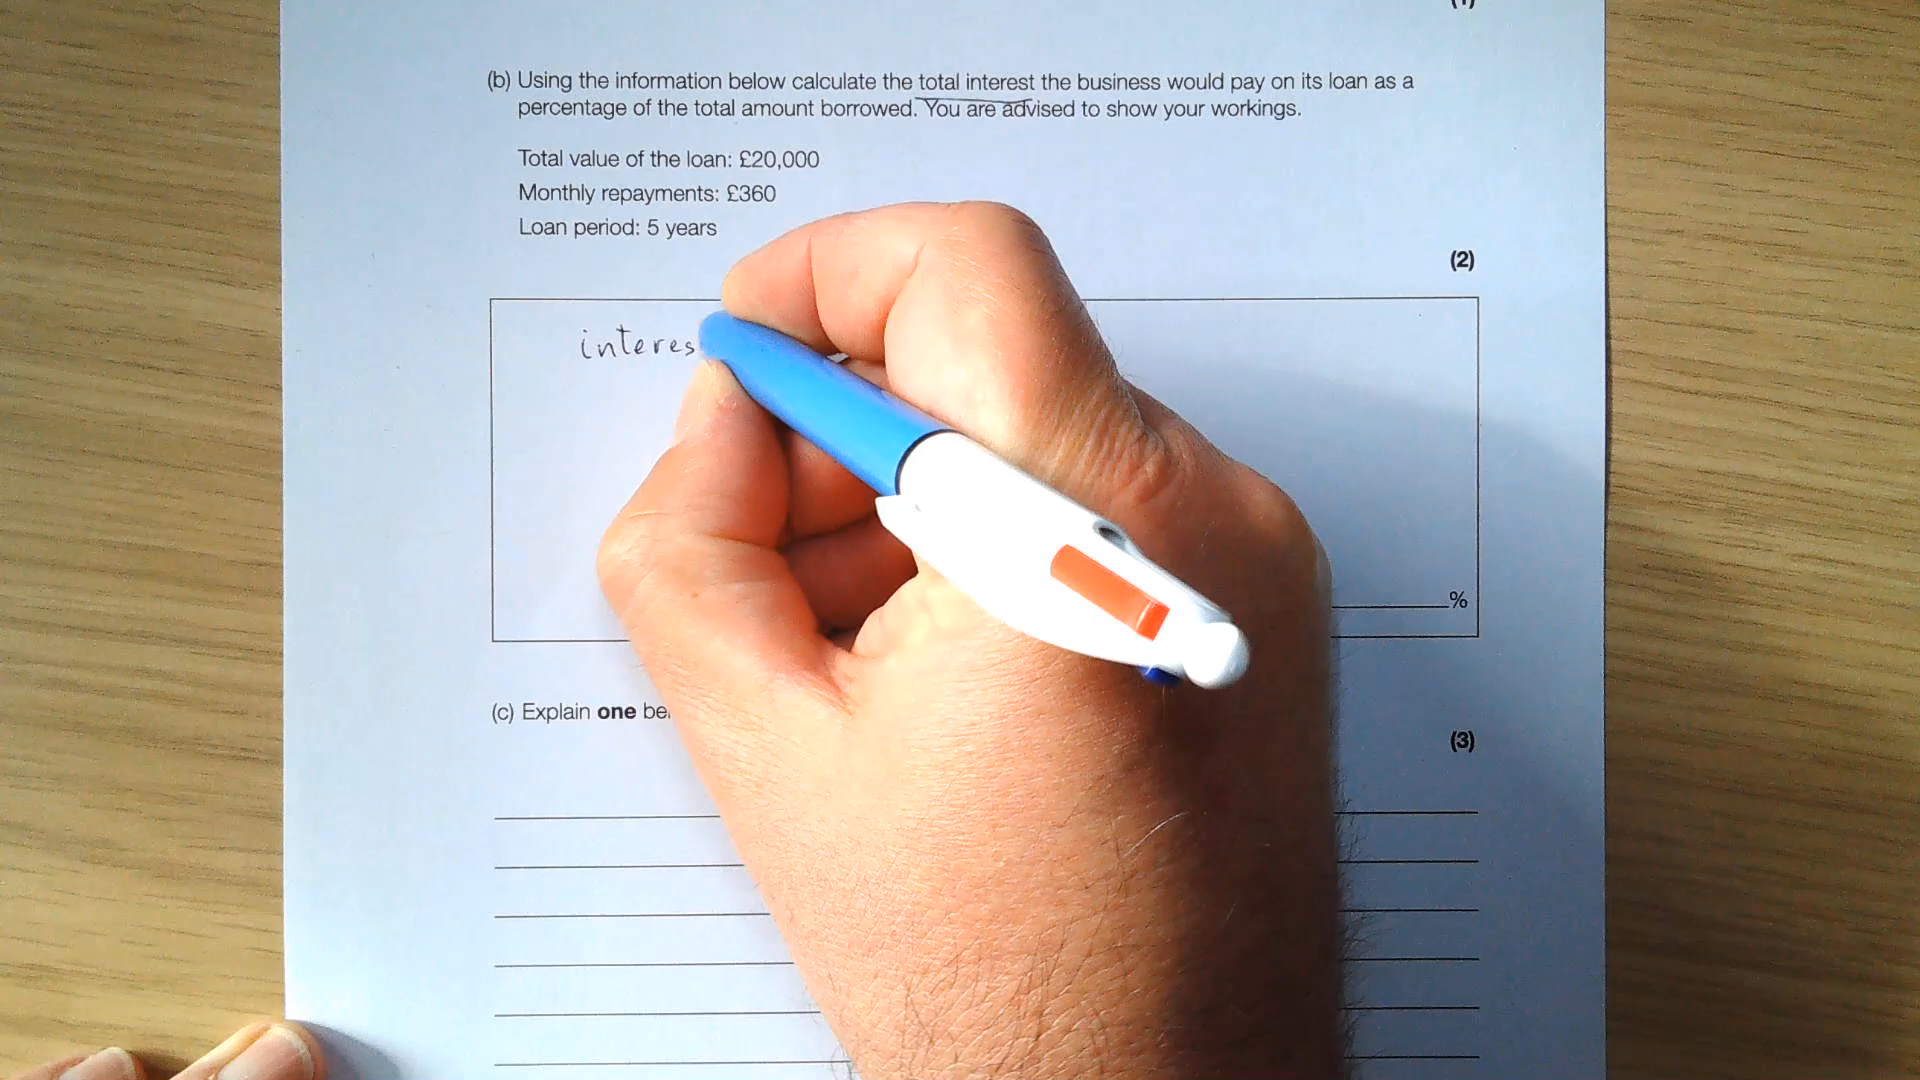 (b) Using the information below calculate the total interest the business would pay on its loan as a
percentage of the total amount borrowed. You are advised to show your workings.
Total value of the loan: £20,000
Monthly repayments: £360
Loan period: 5 years
(2)
interes
%
(c) Explain one
(3)